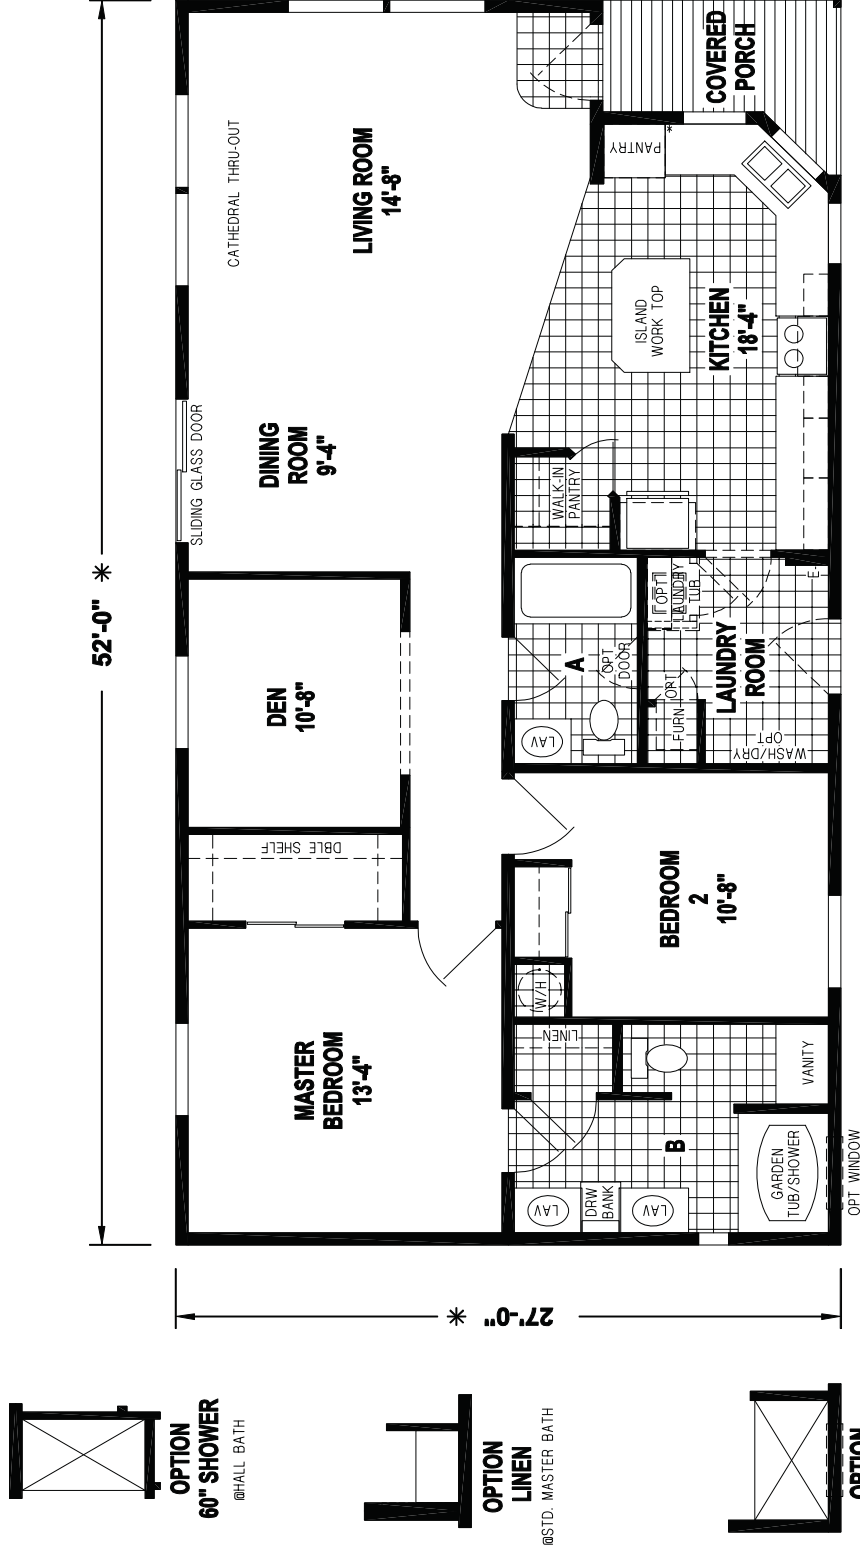 52'-0" *
CATHEDRAL THRU-OUT
LIVING ROOM
14'-8"
COVERED
PORCH
PANTRY
*
ISLAND
WORK TOP
KITCHEN
18'-4"
DINING
ROOM
9'-4"
SLIDING GLASS DOOR
WALK-IN
PANTRY
DEN
10'-8"
A
OPT
DOOR
LAV
OPT
LAUNDRY
TUB
LAUNDRY
ROOM
OPT
FURN
WASH/DRY
OPT
E
DBLE SHELF
BEDROOM
2
10'-8"
W/H
MASTER
BEDROOM
13'-4"
LINEN
VANITY
B
LAV
DRW
BANK
LAV
GARDEN
TUB/SHOWER
OPT WINDOW
27'-0" *
OPTION
60" SHOWER
@HALL BATH
OPTION
LINEN
@STD. MASTER BATH
OPTION